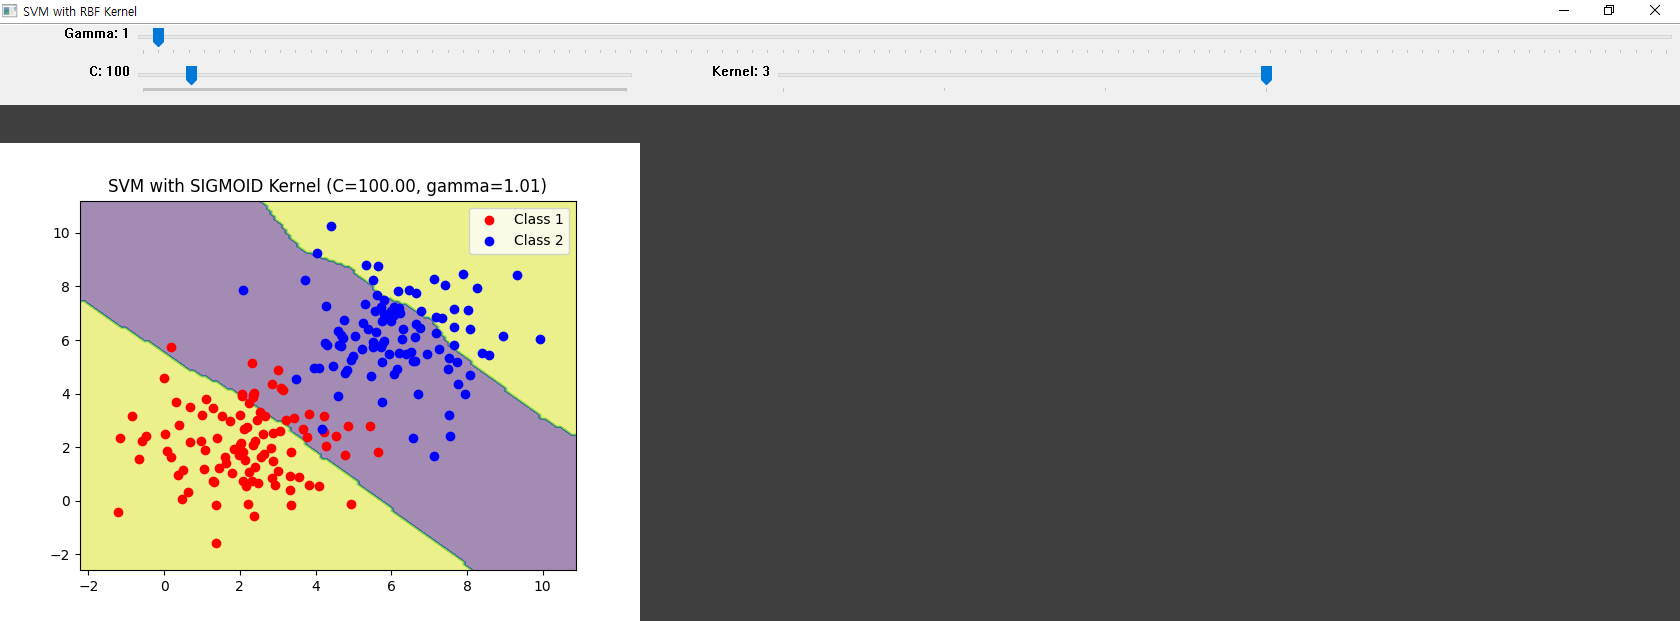 SVM with RBF Kernel
Gamma: 1
C: 100 Kernel: 3
SVM with SIGMOID Kernel (C=100.00, gamma=1.01)
Class 1
Class 2
10
8
6
4
2
0
−2
−2 0 2 4 6 8 10